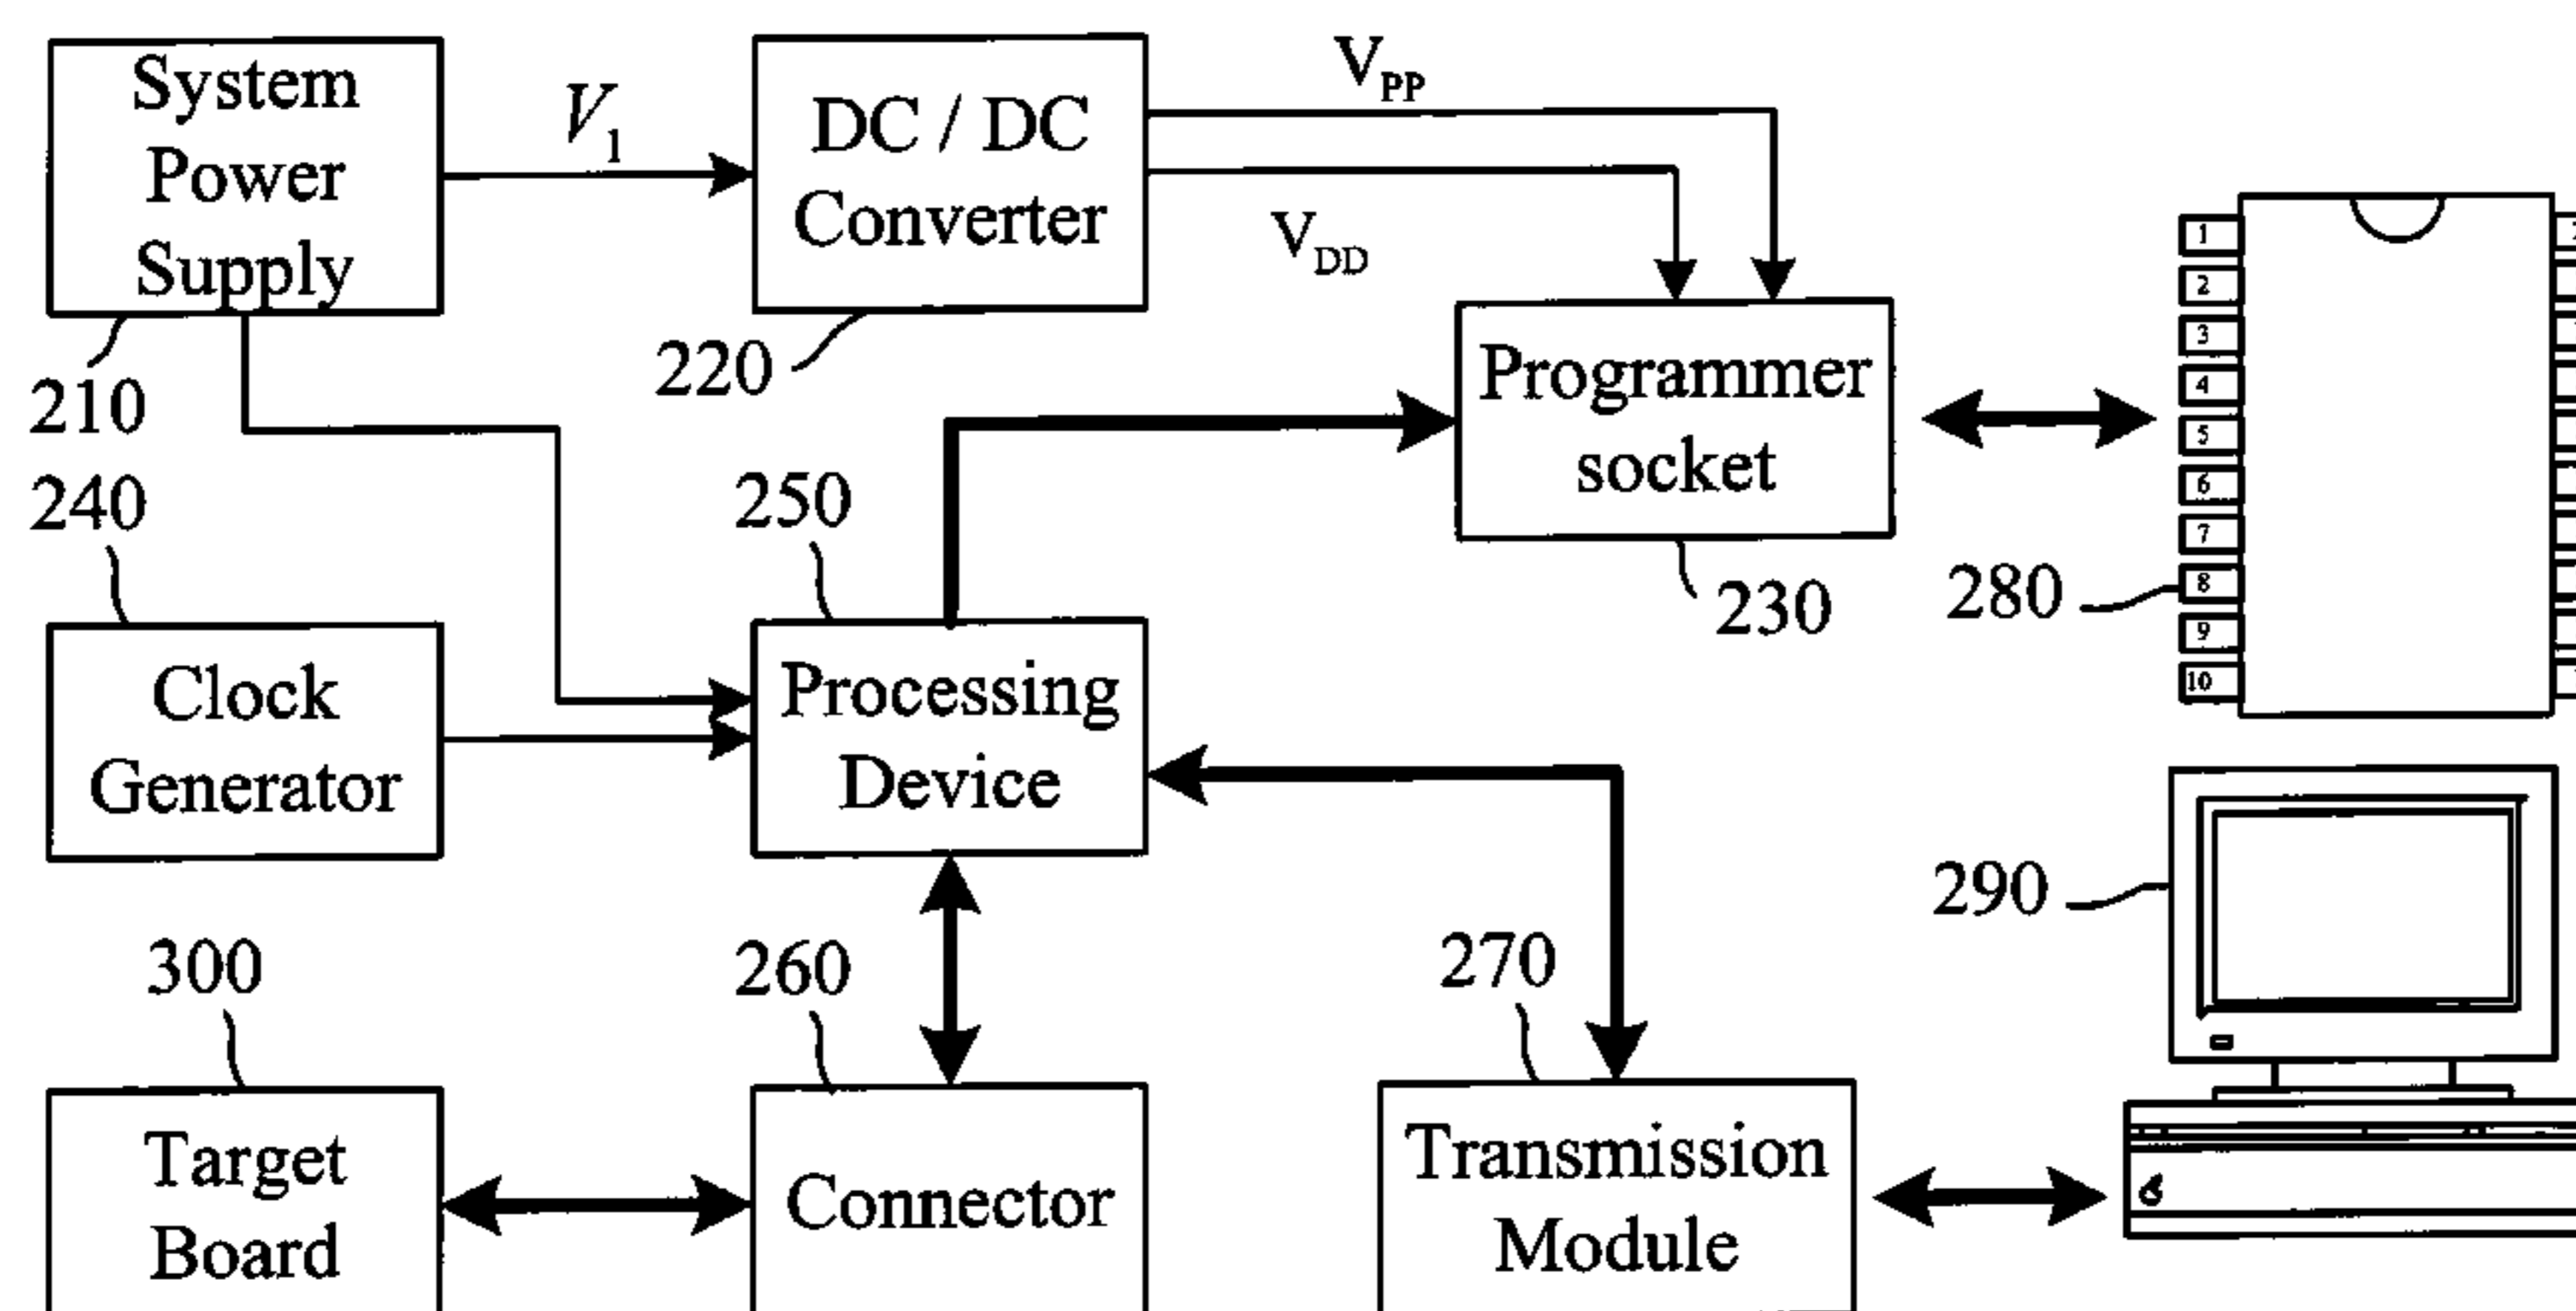 System
Power
Supply
V1
DC / DC
Converter
VPP
VDD
210
220
Programmer
socket
230
1
2
3
4
5
6
7
8
9
10
280
240
Clock
Generator
250
Processing
Device
290
300
Target
Board
260
Connector
270
Transmission
Module